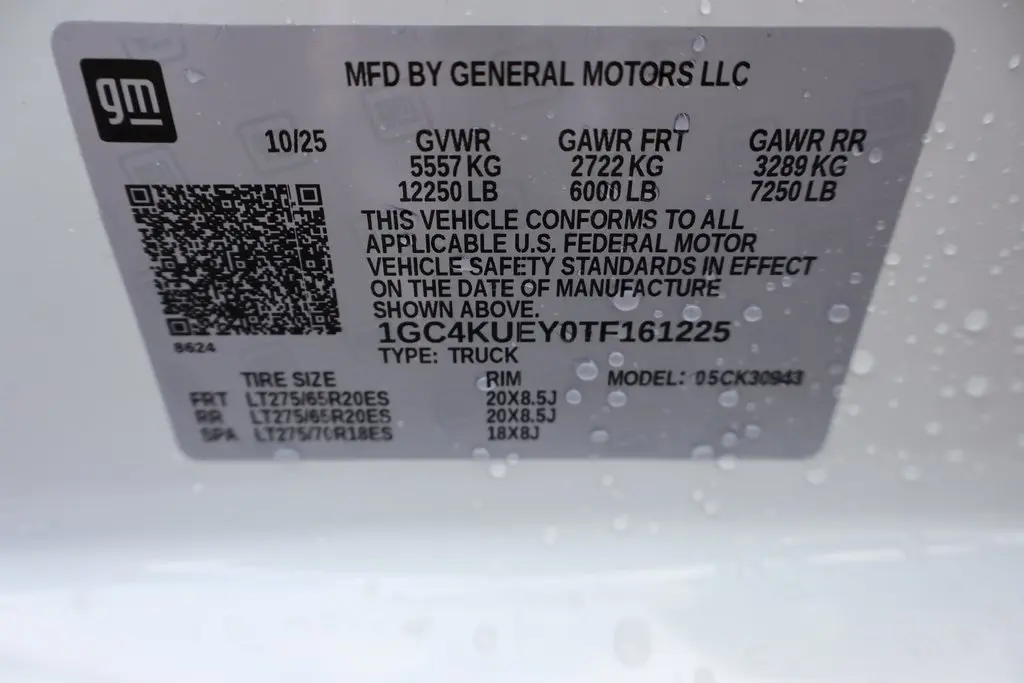 gm
MFD BY GENERAL MOTORS LLC
10/25 GVWR GAWR FRT GAWR RR
5557 KG 2722 KG 3289 KG
12250 LB 6000 LB 7250 LB
THIS VEHICLE CONFORMS TO ALL
APPLICABLE U.S. FEDERAL MOTOR
VEHICLE SAFETY STANDARDS IN EFFECT
ON THE DATE OF MANUFACTURE
SHOWN ABOVE.
1GC4KUEY0TF161225
8624
TYPE: TRUCK
TIRE SIZE RIM MODEL: 05CK30943
FRT LT275/65R20ES 20X8.5J
RR LT275/65R20ES 20X8.5J
SPA LT275/70R18ES 18X8J